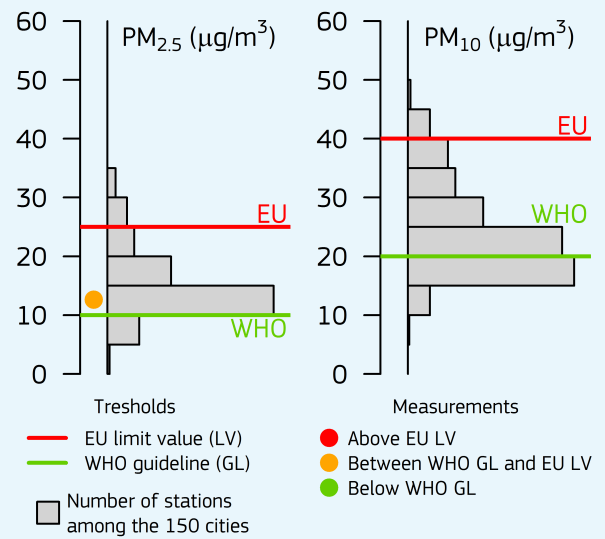 PM2.5 (µg/m³)
60
50
40
30
20
10
0
EU
WHO
PM10 (µg/m³)
60
50
40
30
20
10
0
EU
WHO
Tresholds
EU limit value (LV)
WHO guideline (GL)
Number of stations
among the 150 cities
Measurements
Above EU LV
Between WHO GL and EU LV
Below WHO GL